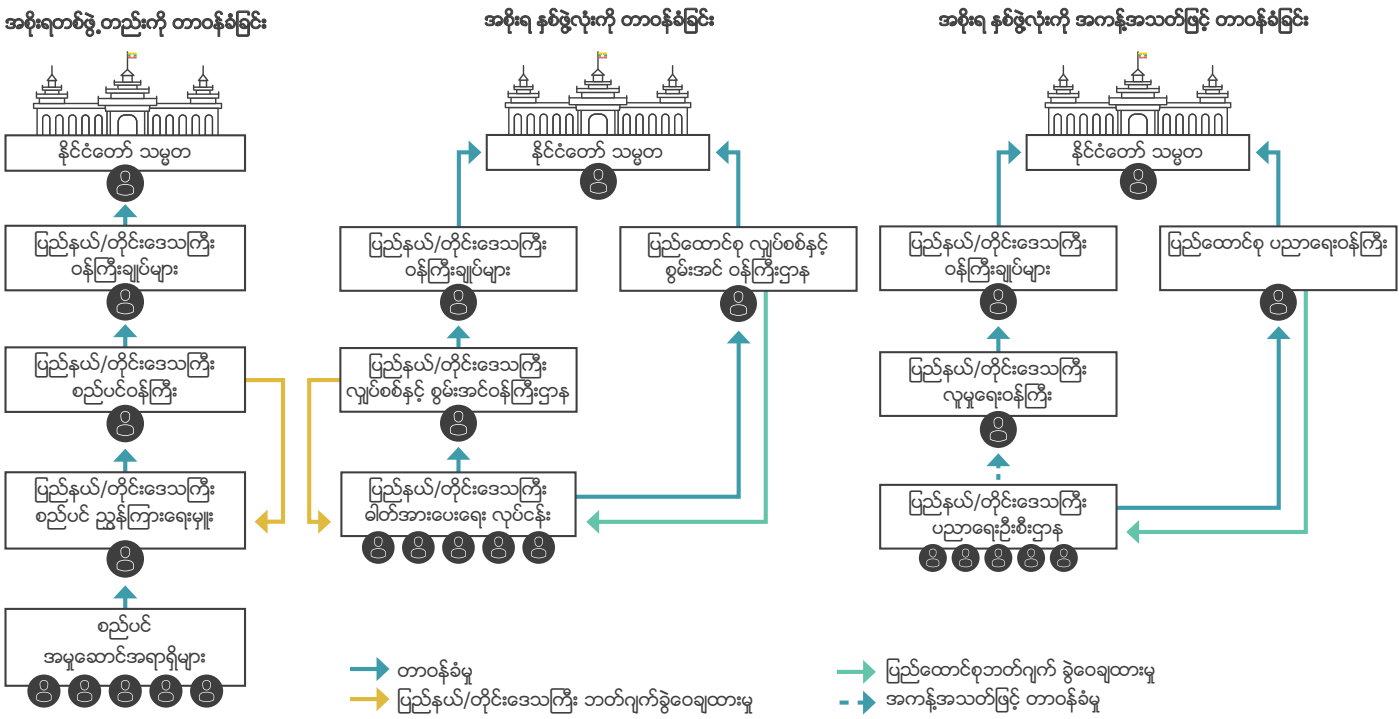 အစိုးရတစ်ဖွဲ့တည်းကို တာဝန်ခံခြင်း
နိုင်ငံတော် သမ္မတ
ပြည်နယ်/တိုင်းဒေသကြီး
ဝန်ကြီးချုပ်များ
ပြည်နယ်/တိုင်းဒေသကြီး
စည်ပင်ဝန်ကြီး
ပြည်နယ်/တိုင်းဒေသကြီး
စည်ပင် ညွှန်ကြားရေးမှူး
စည်ပင်
အမှုဆောင်အရာရှိများ
အစိုးရ နှစ်ဖွဲ့လုံးကို တာဝန်ခံခြင်း
နိုင်ငံတော် သမ္မတ
ပြည်နယ်/တိုင်းဒေသကြီး
ဝန်ကြီးချုပ်များ
ပြည်ထောင်စု လျှပ်စစ်နှင့်
စွမ်းအင် ဝန်ကြီးဌာန
ပြည်နယ်/တိုင်းဒေသကြီး
လျှပ်စစ်နှင့် စွမ်းအင်ဝန်ကြီးဌာန
ပြည်နယ်/တိုင်းဒေသကြီး
ဓါတ်အားပေးရေး လုပ်ငန်း
အစိုးရ နှစ်ဖွဲ့လုံးကို အကန့်အသတ်ဖြင့် တာဝန်ခံခြင်း
နိုင်ငံတော် သမ္မတ
ပြည်နယ်/တိုင်းဒေသကြီး
ဝန်ကြီးချုပ်များ
ပြည်ထောင်စု ပညာရေးဝန်ကြီး
ပြည်နယ်/တိုင်းဒေသကြီး
လူမှုရေးဝန်ကြီး
ပြည်နယ်/တိုင်းဒေသကြီး
ပညာရေးဦးစီးဌာန
တာဝန်ခံမှု
ပြည်နယ်/တိုင်းဒေသကြီး ဘတ်ဂျက်ခွဲဝေချထားမှု
ပြည်ထောင်စုဘတ်ဂျက် ခွဲဝေချထားမှု
အကန့်အသတ်ဖြင့် တာဝန်ခံမှု